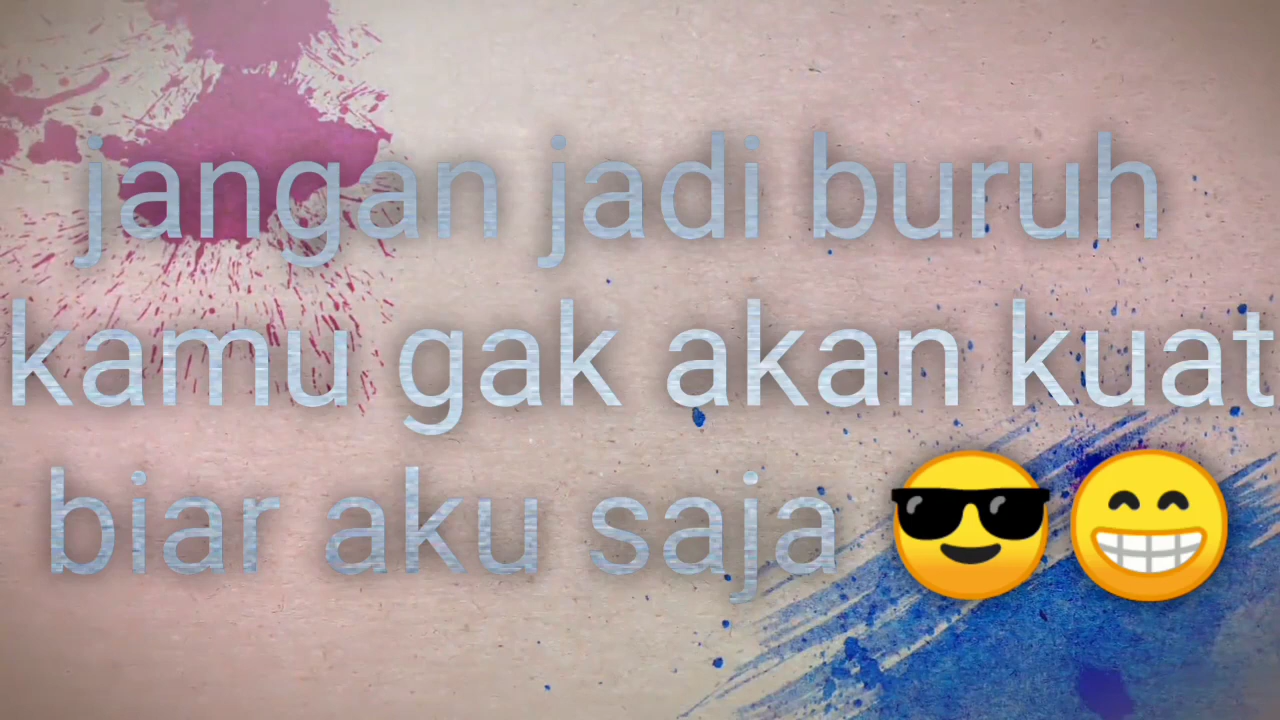 jangan jadi buruh
kamu gak akan kuat
biar aku saja 😎😁